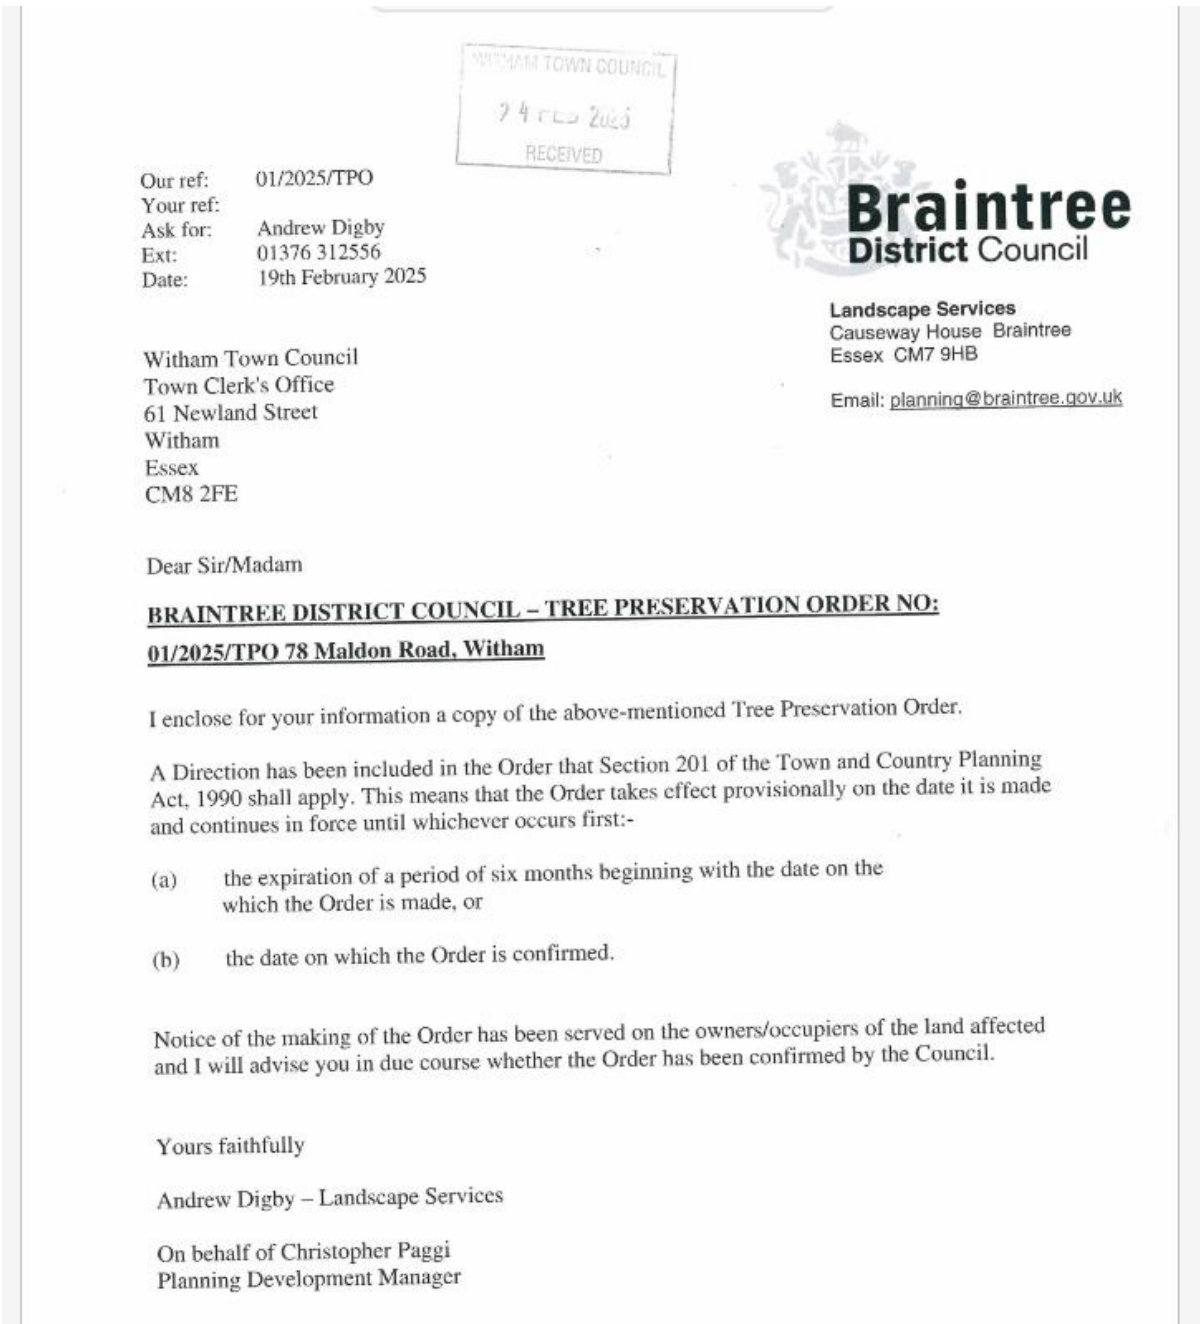 WITHAM TOWN COUNCIL
24 FEB 2025
RECEIVED
Our ref: 01/2025/TPO
Your ref:
Ask for: Andrew Digby
Ext: 01376 312556
Date: 19th February 2025
Braintree
District Council
Landscape Services
Causeway House Braintree
Essex CM7 9HB
Email: planning@braintree.gov.uk
Witham Town Council
Town Clerk's Office
61 Newland Street
Witham
Essex
CM8 2FE
Dear Sir/Madam
BRAINTREE DISTRICT COUNCIL – TREE PRESERVATION ORDER NO:
01/2025/TPO 78 Maldon Road, Witham
I enclose for your information a copy of the above-mentioned Tree Preservation Order.
A Direction has been included in the Order that Section 201 of the Town and Country Planning
Act, 1990 shall apply. This means that the Order takes effect provisionally on the date it is made
and continues in force until whichever occurs first:-
(a) the expiration of a period of six months beginning with the date on the
which the Order is made, or
(b) the date on which the Order is confirmed.
Notice of the making of the Order has been served on the owners/occupiers of the land affected
and I will advise you in due course whether the Order has been confirmed by the Council.
Yours faithfully
Andrew Digby – Landscape Services
On behalf of Christopher Paggi
Planning Development Manager